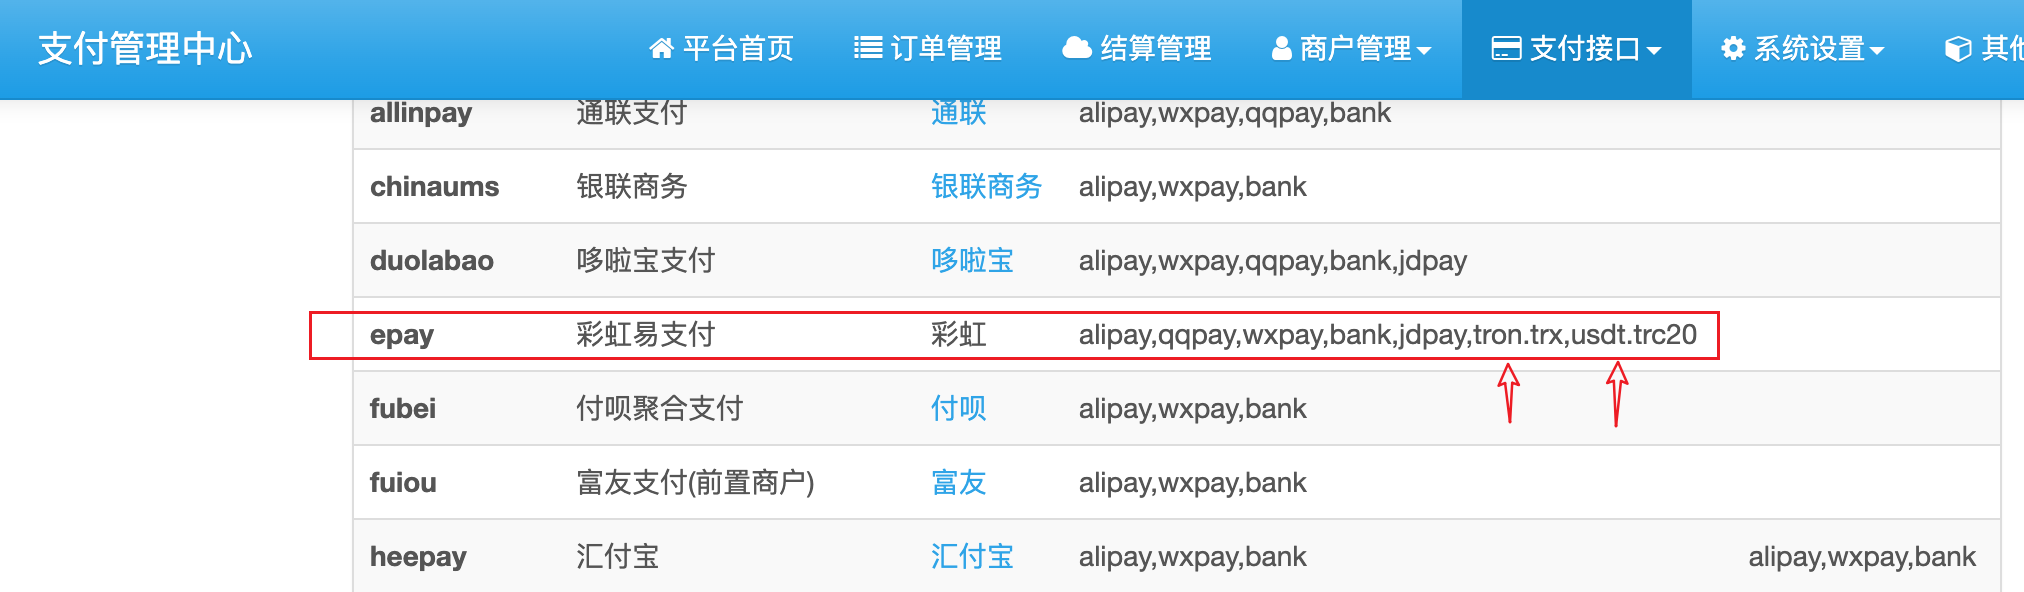 支付管理中心 平台首页 订单管理 结算管理 商户管理 支付接口 系统设置 其他
allinpay 通联支付 通联 alipay,wxpay,qqpay,bank
chinaums 银联商务 银联商务 alipay,wxpay,bank
duolabao 哆啦宝支付 哆啦宝 alipay,wxpay,qqpay,bank,jdpay
epay 彩虹易支付 彩虹 alipay,qqpay,wxpay,bank,jdpay,tron.trx,usdt.trc20
fubei 付呗聚合支付 付呗 alipay,wxpay,bank
fuiou 富友支付(前置商户) 富友 alipay,wxpay,bank
heepay 汇付宝 汇付宝 alipay,wxpay,bank alipay,wxpay,bank